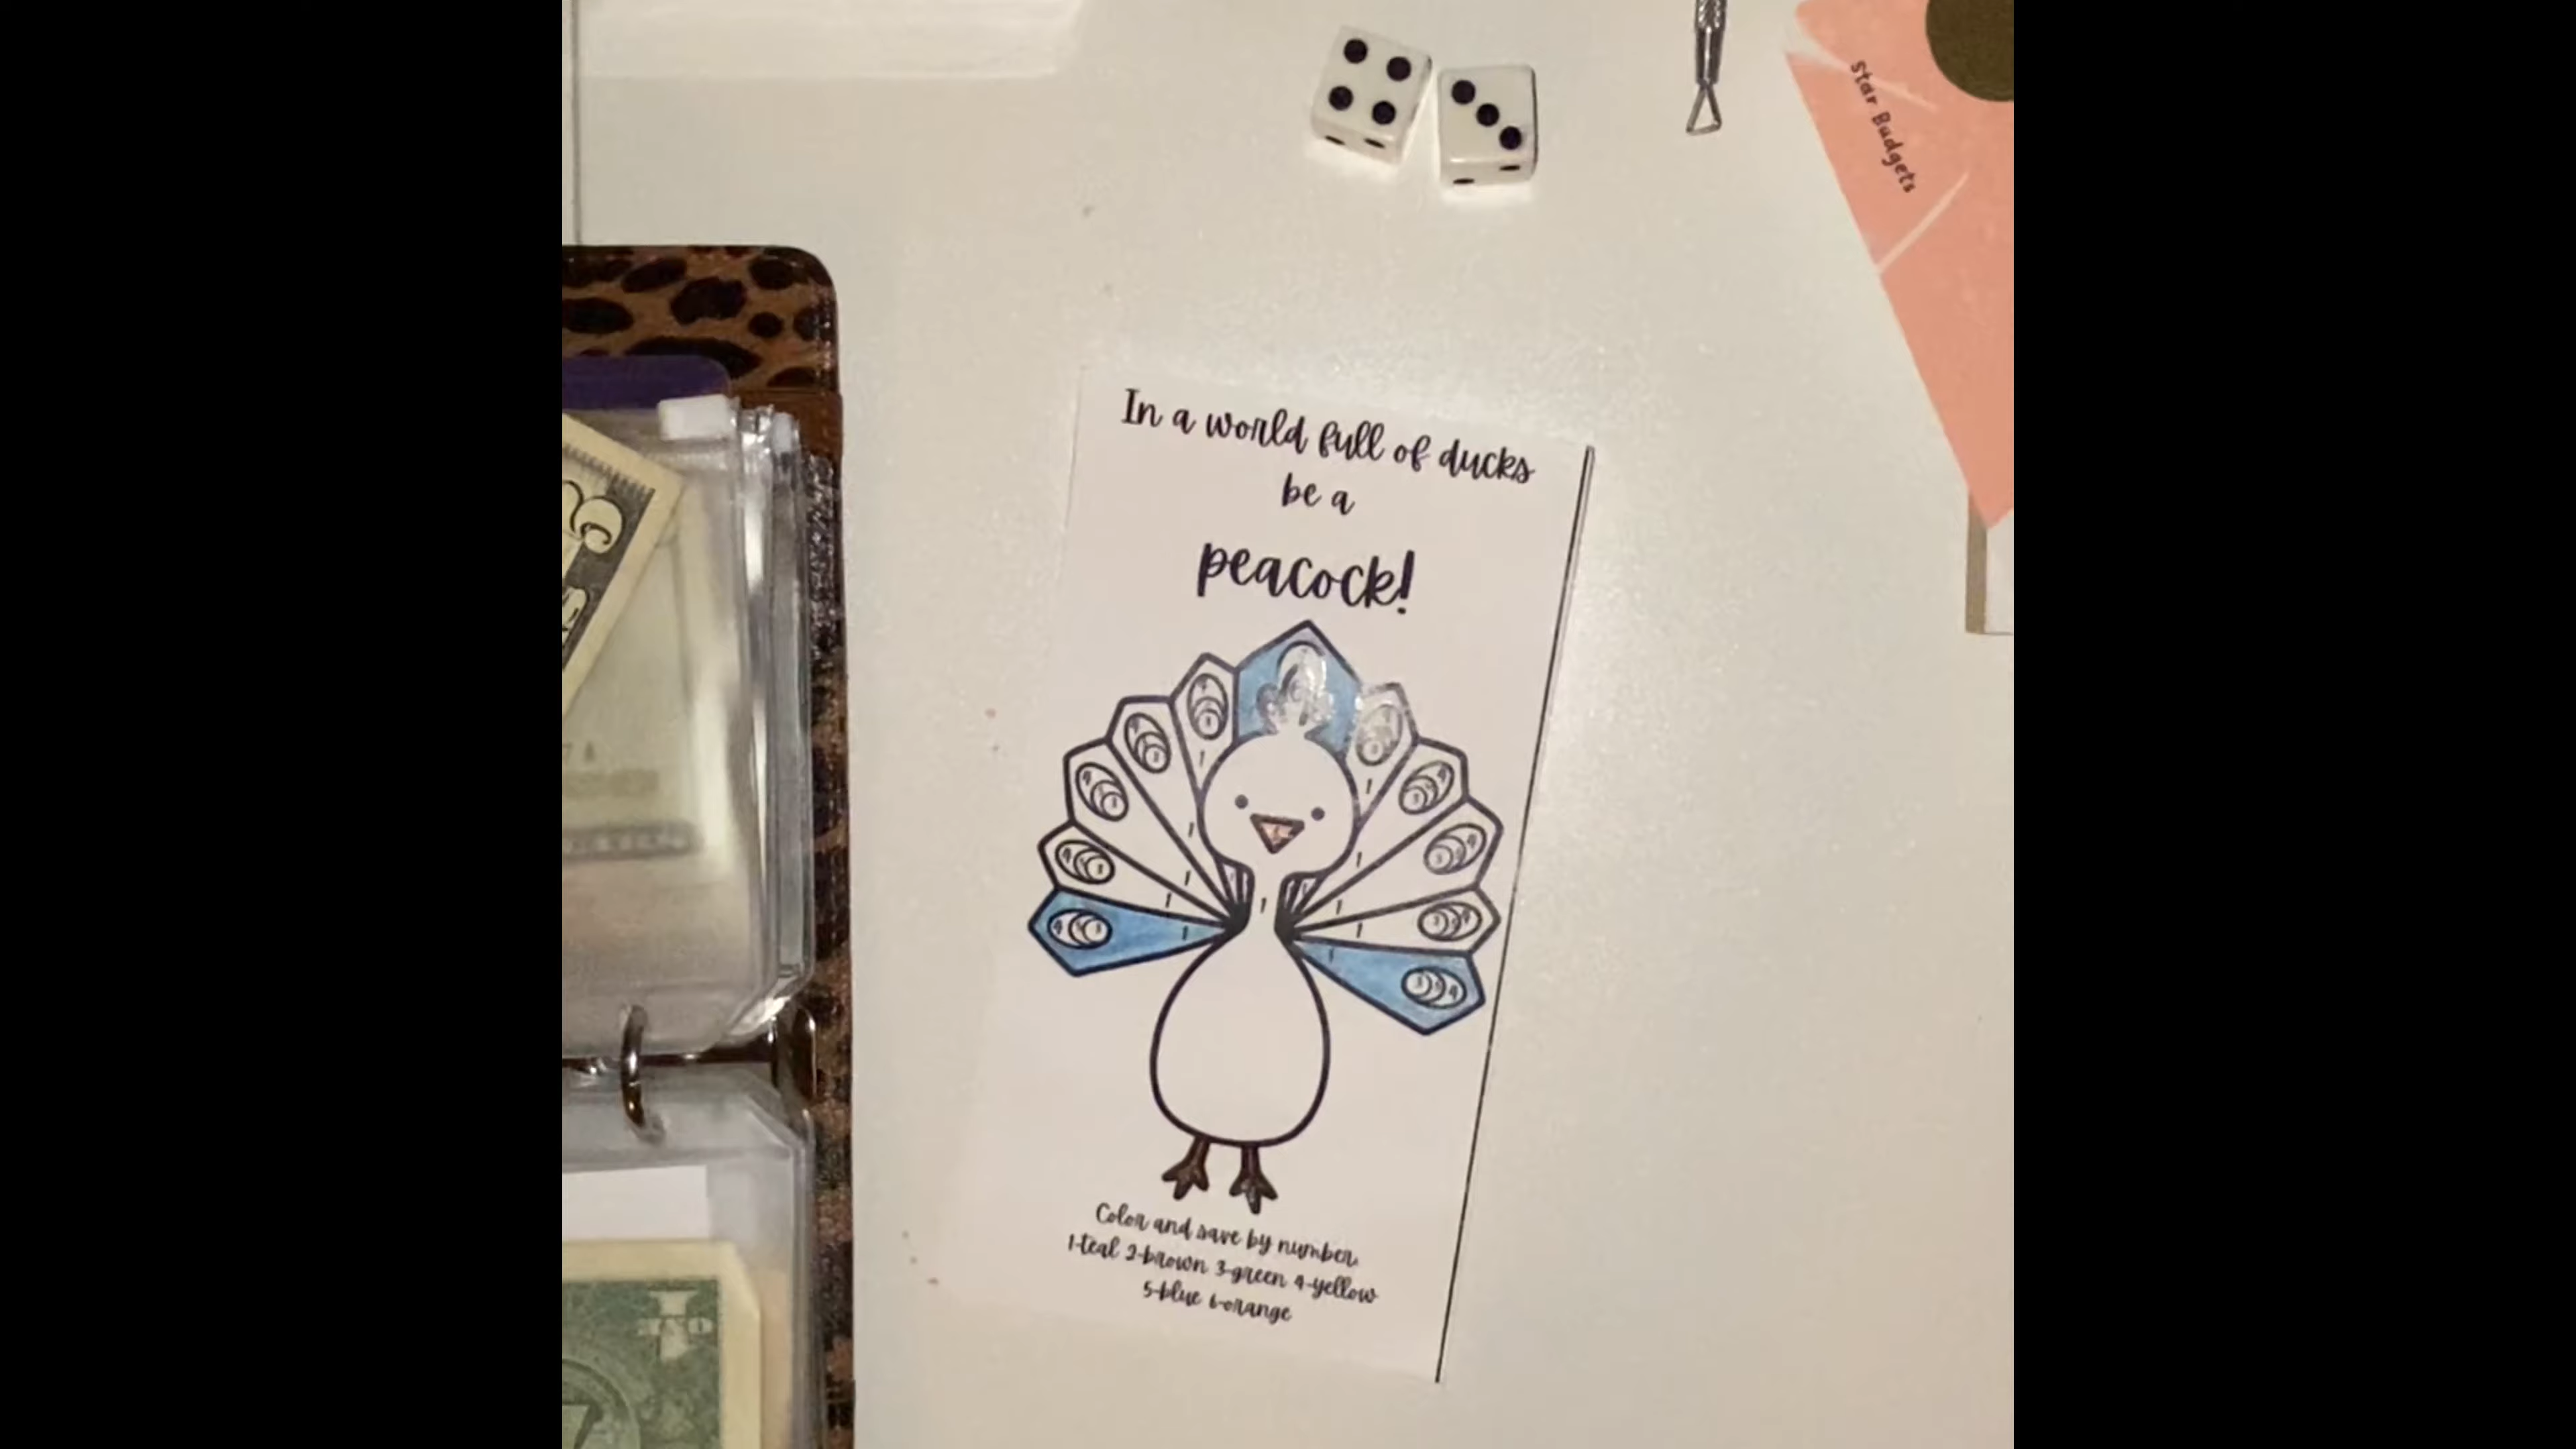 Star Budgets
In a world full of ducks
be a
peacock!
Color and save by number.
1-teal 2-brown 3-green 4-yellow
5-blue 6-orange
ONE